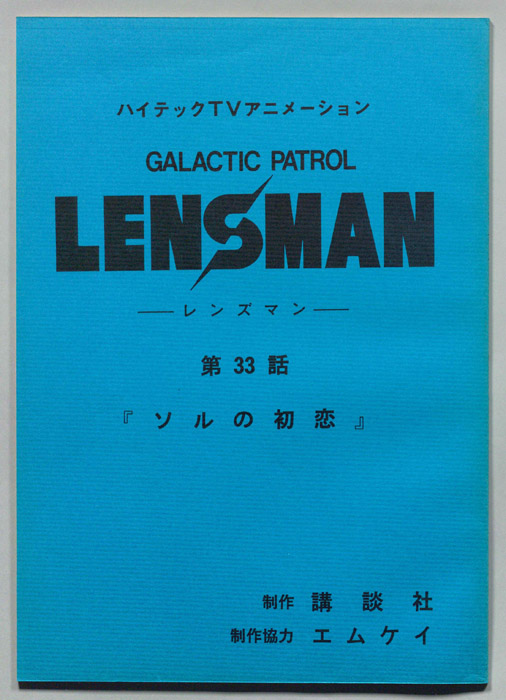 ハイテックTVアニメーション
GALACTIC PATROL
LENSMAN
―レンズマン―
第33話
『ソルの初恋』
制作 講談社
制作協力 エムケイ